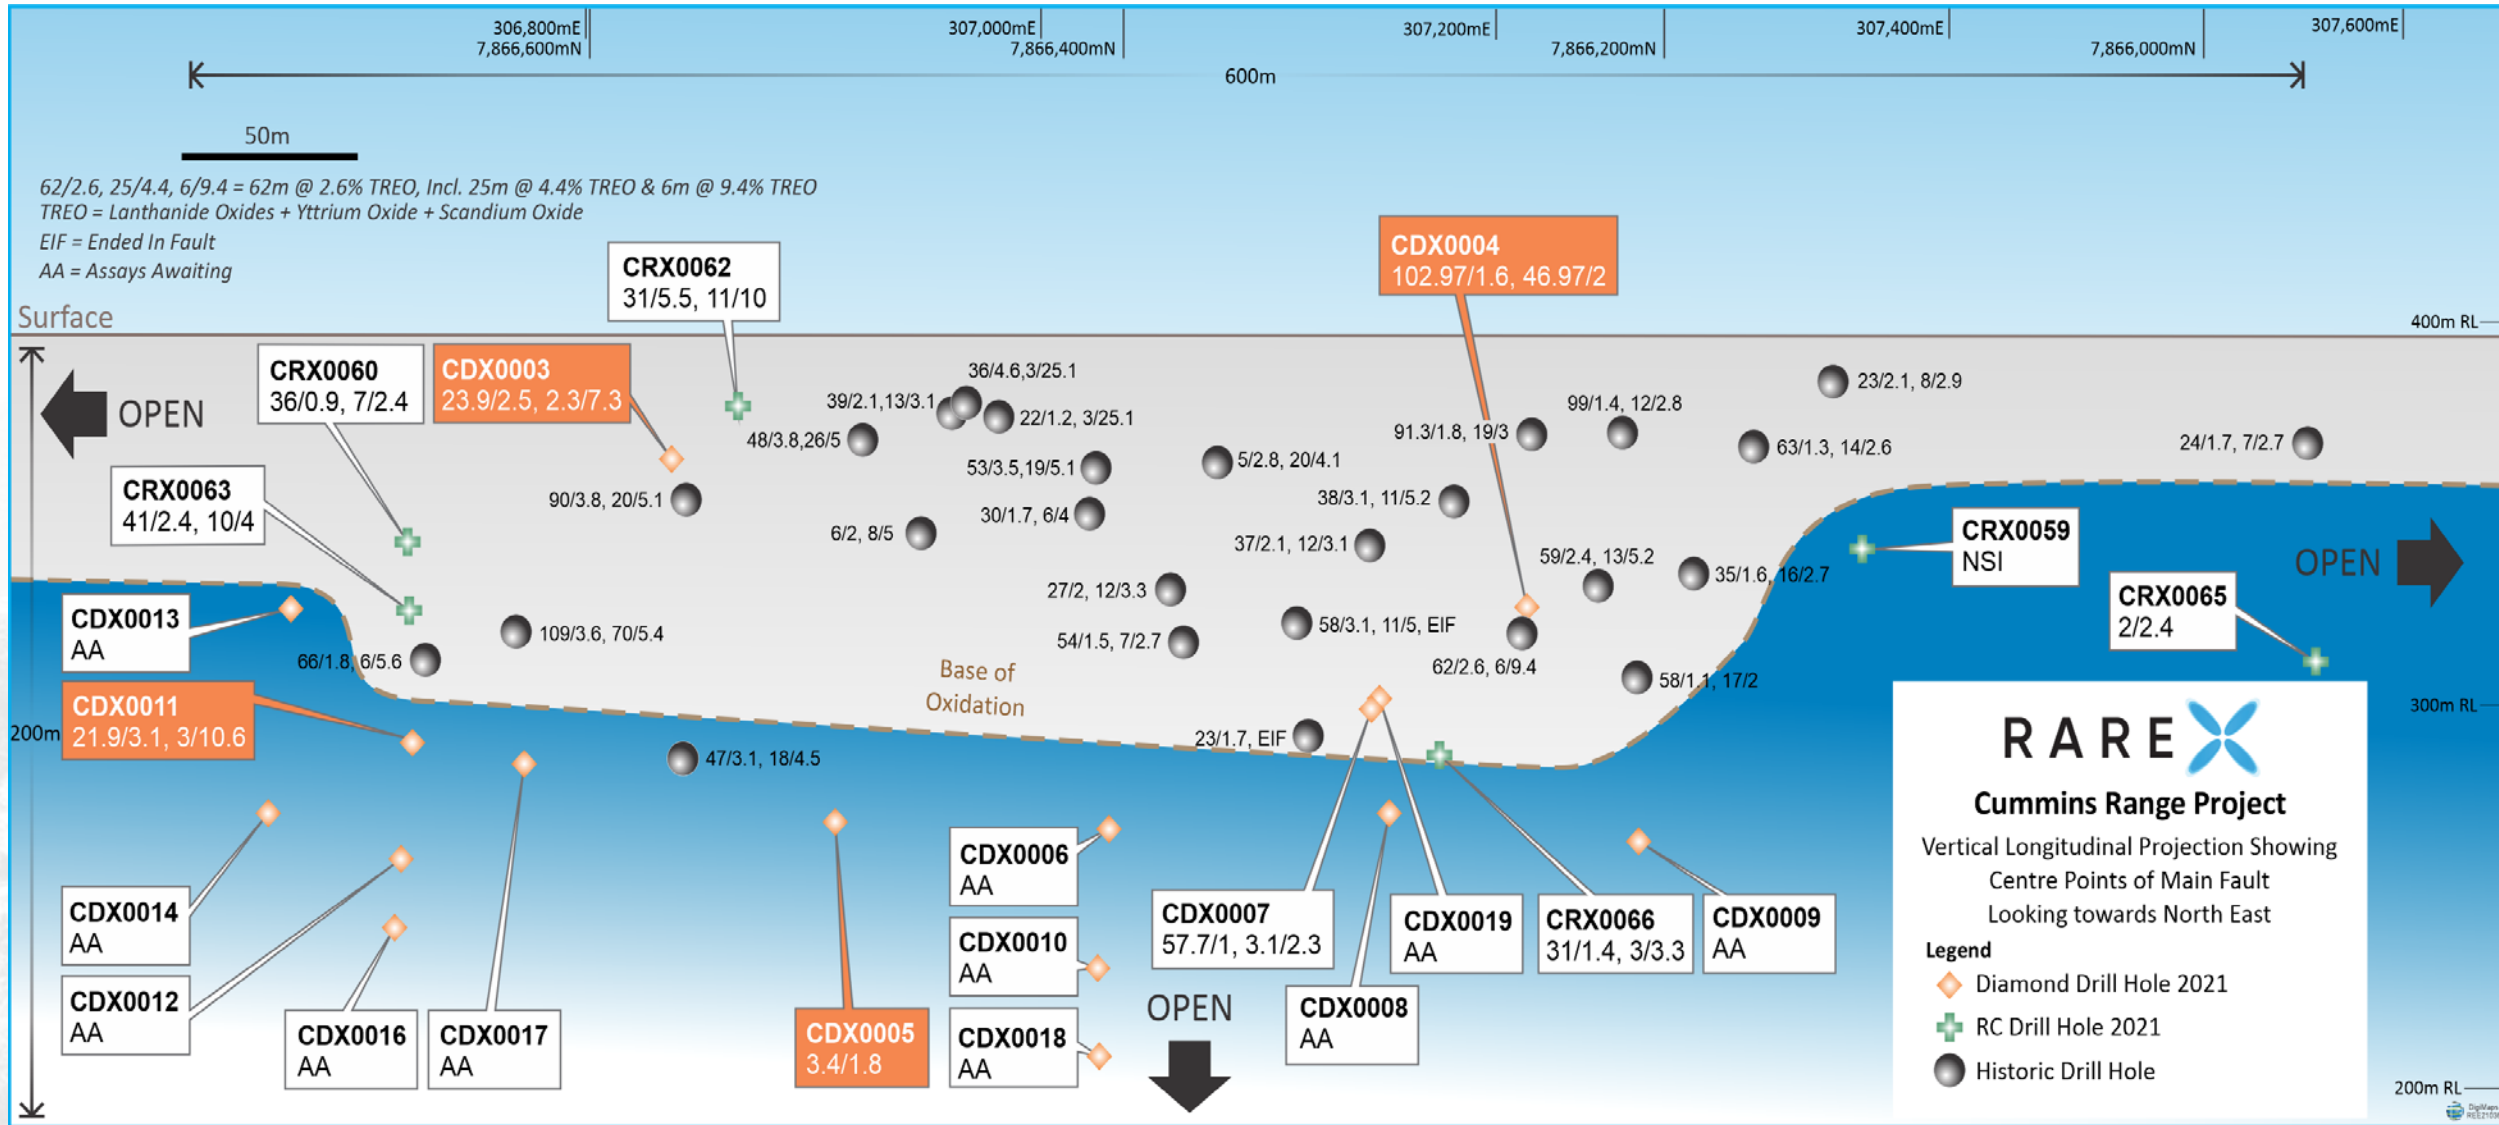 306,800mE
307,000mE
307,200mE
307,400mE
307,600mE
7,866,600mN
7,866,400mN
7,866,200mN
7,866,000mN
600m
50m
62/2.6, 25/4.4, 6/9.4 = 62m @ 2.6% TREO, Incl. 25m @ 4.4% TREO & 6m @ 9.4% TREO
TREO = Lanthanide Oxides + Yttrium Oxide + Scandium Oxide
EIF = Ended In Fault
AA = Assays Awaiting
CRX0062
31/5.5, 11/10
CDX0004
102.97/1.6, 46.97/2
Surface
400m RL
CRX0060
36/0.9, 7/2.4
CDX0003
23.9/2.5, 2.3/7.3
OPEN
36/4.6,3/25.1
39/2.1,13/3.1
22/1.2, 3/25.1
48/3.8,26/5
53/3.5,19/5.1
5/2.8, 20/4.1
91.3/1.8, 19/3
99/1.4, 12/2.8
23/2.1, 8/2.9
63/1.3, 14/2.6
24/1.7, 7/2.7
CRX0063
41/2.4, 10/4
90/3.8, 20/5.1
30/1.7, 6/4
6/2, 8/5
38/3.1, 11/5.2
37/2.1, 12/3.1
59/2.4, 13/5.2
35/1.6, 16/2.7
CRX0059
NSI
OPEN
CRX0065
2/2.4
27/2, 12/3.3
58/3.1, 11/5, EIF
54/1.5, 7/2.7
62/2.6, 6/9.4
58/1.1, 17/2
CDX0013
AA
109/3.6, 70/5.4
66/1.8, 6/5.6
Base of
Oxidation
CDX0011
21.9/3.1, 3/10.6
200m
300m RL
23/1.7, EIF
47/3.1, 18/4.5
CDX0006
AA
CDX0014
AA
CDX0010
AA
CDX0007
57.7/1, 3.1/2.3
CDX0019
AA
CRX0066
31/1.4, 3/3.3
CDX0009
AA
CDX0012
AA
CDX0016
AA
CDX0017
AA
CDX0005
3.4/1.8
CDX0018
AA
OPEN
CDX0008
AA
RAREX
Cummins Range Project
Vertical Longitudinal Projection Showing
Centre Points of Main Fault
Looking towards North East
Legend
Diamond Drill Hole 2021
RC Drill Hole 2021
Historic Drill Hole
200m RL
DigiMaps